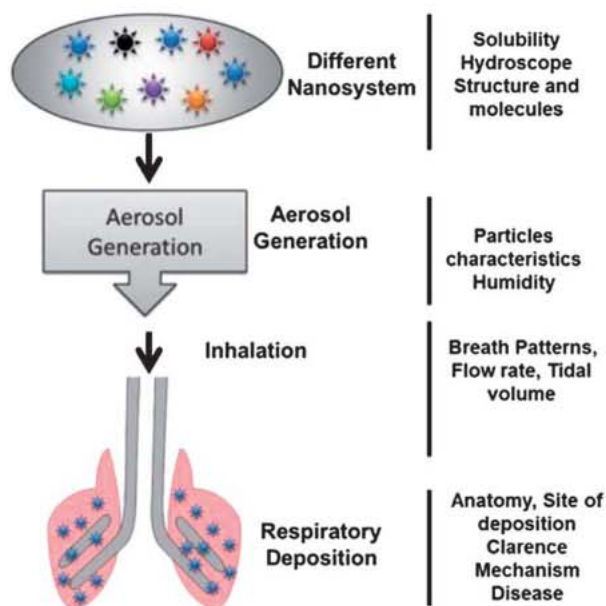 Different
Nanosystem
Solubility
Hydroscope
Structure and
molecules
Aerosol
Generation
Aerosol
Generation
Particles
characteristics
Humidity
Inhalation
Breath Patterns,
Flow rate, Tidal
volume
Respiratory
Deposition
Anatomy, Site of
deposition
Clarence
Mechanism
Disease